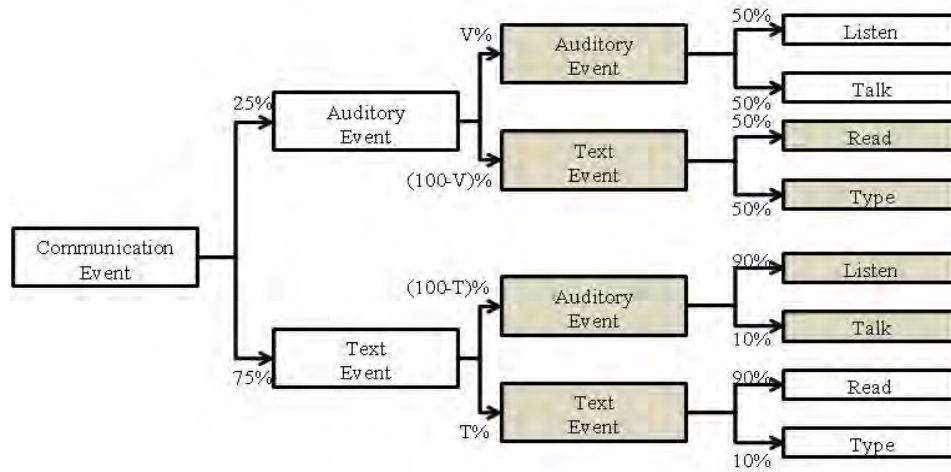 50%
Listen
V%
Auditory
Event
Talk
25%
50%
Auditory
Event
50%
Read
Text
Event
(100-V)%
Type
50%
Communication
Event
90%
Listen
(100-T)%
Auditory
Event
Talk
10%
Text
Event
75%
90%
Read
Text
Event
T%
Type
10%